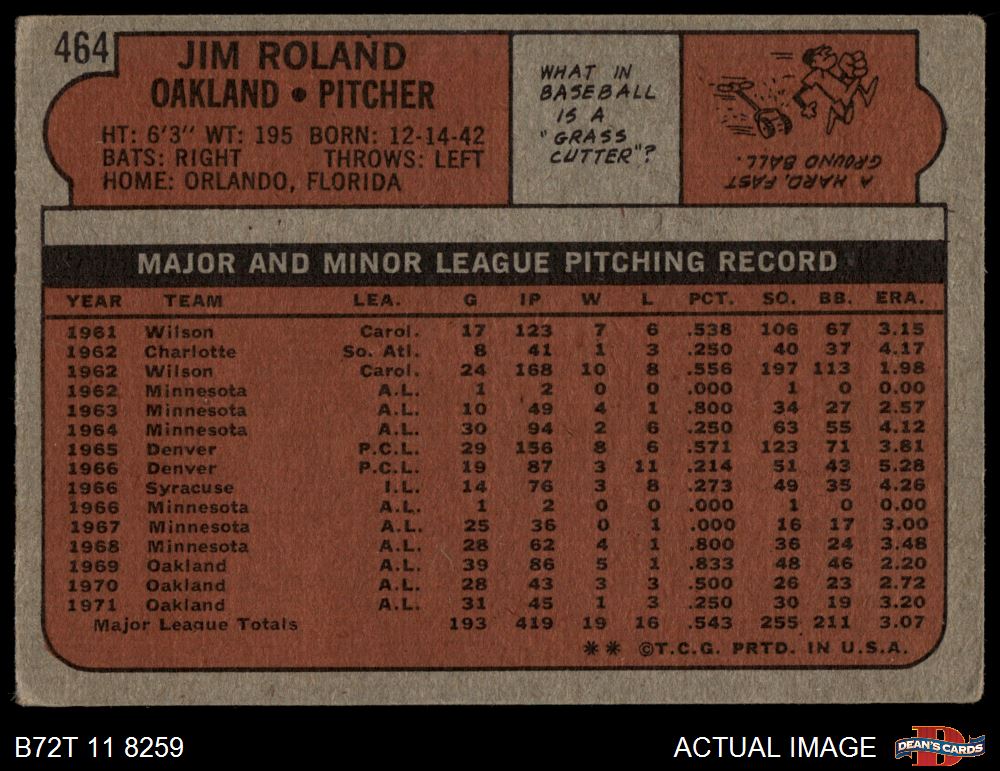 464
JIM ROLAND
OAKLAND • PITCHER
HT: 6'3" WT: 195 BORN: 12-14-42
BATS: RIGHT THROWS: LEFT
HOME: ORLANDO, FLORIDA
WHAT IN
BASEBALL
IS A
"GRASS
CUTTER"?
A HARD, FAST
GROUND BALL.
MAJOR AND MINOR LEAGUE PITCHING RECORD
YEAR TEAM LEA. G IP W L PCT. SO. BB. ERA.
1961 Wilson Carol. 17 123 7 6 .538 106 67 3.15
1962 Charlotte So. Atl. 8 41 1 3 .250 40 37 4.17
1962 Wilson Carol. 24 168 10 8 .556 197 113 1.98
1962 Minnesota A.L. 1 2 0 0 .000 1 0 0.00
1963 Minnesota A.L. 10 49 4 1 .800 34 27 2.57
1964 Minnesota A.L. 30 94 2 6 .250 63 55 4.12
1965 Denver P.C.L. 29 156 8 6 .571 123 71 3.81
1966 Denver P.C.L. 19 87 3 11 .214 51 43 5.28
1966 Syracuse I.L. 14 76 3 8 .273 49 35 4.26
1966 Minnesota A.L. 1 2 0 0 .000 1 0 0.00
1967 Minnesota A.L. 25 36 0 1 .000 16 17 3.00
1968 Minnesota A.L. 28 62 4 1 .800 36 24 3.48
1969 Oakland A.L. 39 86 5 1 .833 48 46 2.20
1970 Oakland A.L. 28 43 3 3 .500 26 23 2.72
1971 Oakland A.L. 31 45 1 3 .250 30 19 3.20
Major League Totals 193 419 19 16 .543 255 211 3.07
** ©T.C.G. PRTD. IN U.S.A.
B72T 11 8259
ACTUAL IMAGE
DEAN'S CARDS